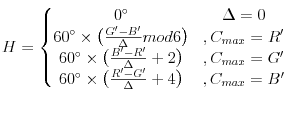 H = { 0° Δ = 0
60° × (G′−B′/Δ mod6) , C_max = R′
60° × (B′−R′/Δ + 2) , C_max = G′
60° × (R′−G′/Δ + 4) , C_max = B′